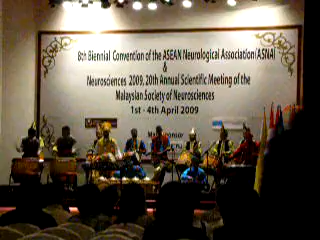 8th Biennial Convention of the ASEAN Neurological Association(ASNA)
&
Neurosciences 2009, 20th Annual Scientific Meeting of the
Malaysian Society of Neurosciences
1st - 4th April 2009